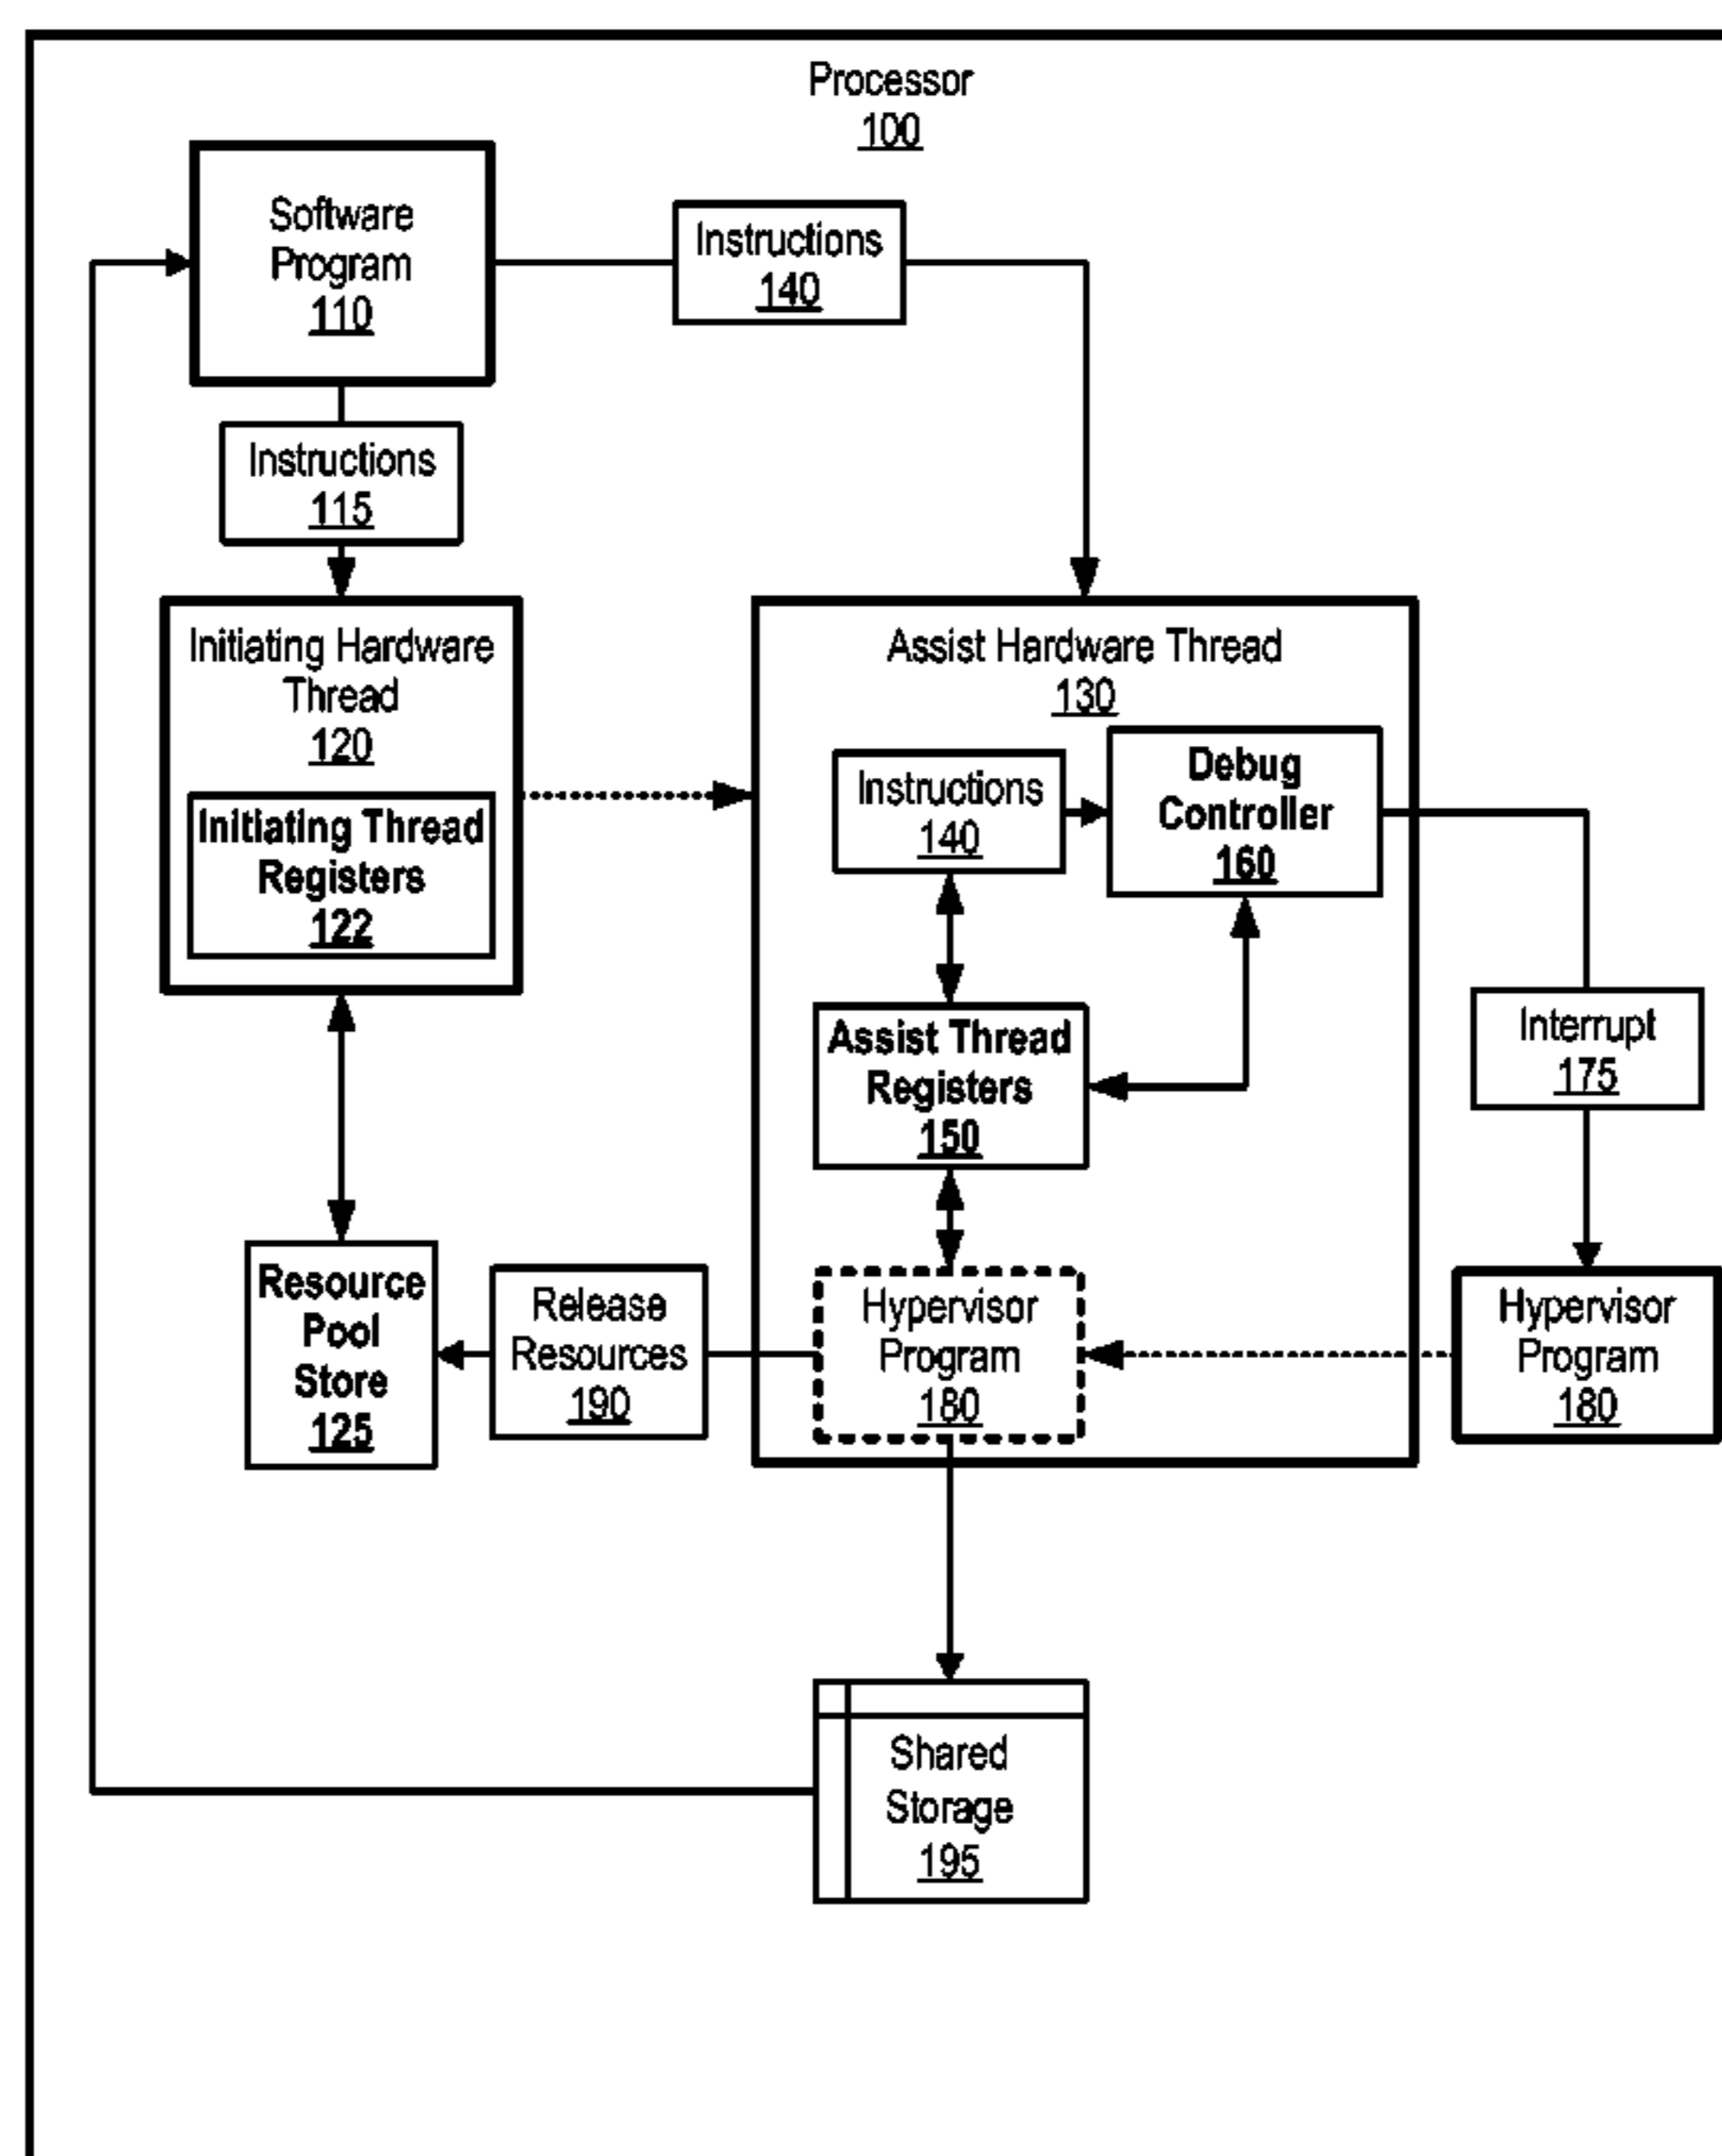 Processor
100
Software
Program
110
Instructions
140
Instructions
115
Initiating Hardware
Thread
120
Initiating Thread
Registers
122
Assist Hardware Thread
130
Instructions
140
Debug
Controller
160
Assist Thread
Registers
150
Interrupt
175
Resource
Pool
Store
125
Release
Resources
190
Hypervisor
Program
180
Hypervisor
Program
180
Shared
Storage
195